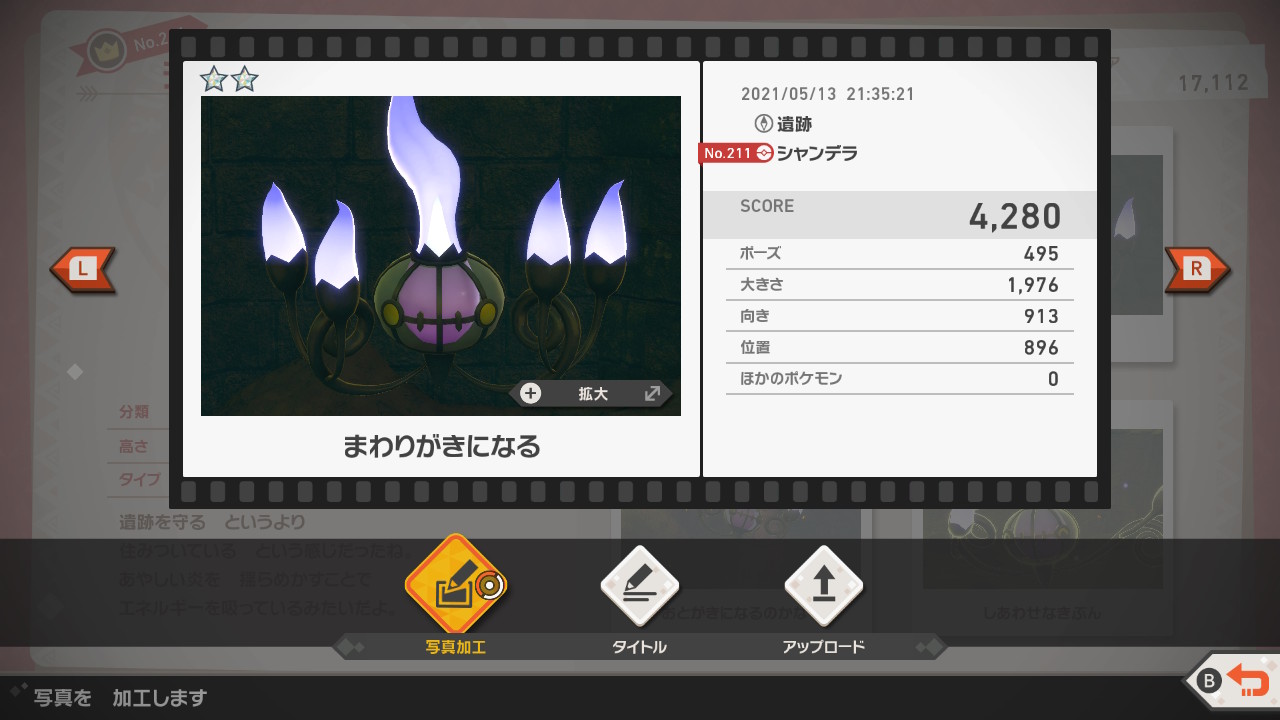 No.2
17,112
2021/05/13 21:35:21
遺跡
No.211 シャンデラ
SCORE 4,280
ポーズ 495
大きさ 1,976
向き 913
位置 896
ほかのポケモン 0
L
R
拡大
まわりがきになる
分類
高さ
タイプ
遺跡を守る というより
住みついている という感じだったね。
あやしい炎を 揺らめかすことで
エネルギーを吸っているみたいだよ。
しあわせなきぶん
写真加工
タイトル
アップロード
B
写真を 加工します